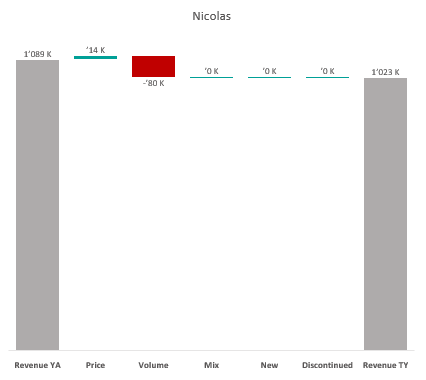 Nicolas
1'089 K
'14 K
-'80 K
'0 K
'0 K
'0 K
1'023 K
Revenue YA
Price
Volume
Mix
New
Discontinued
Revenue TY